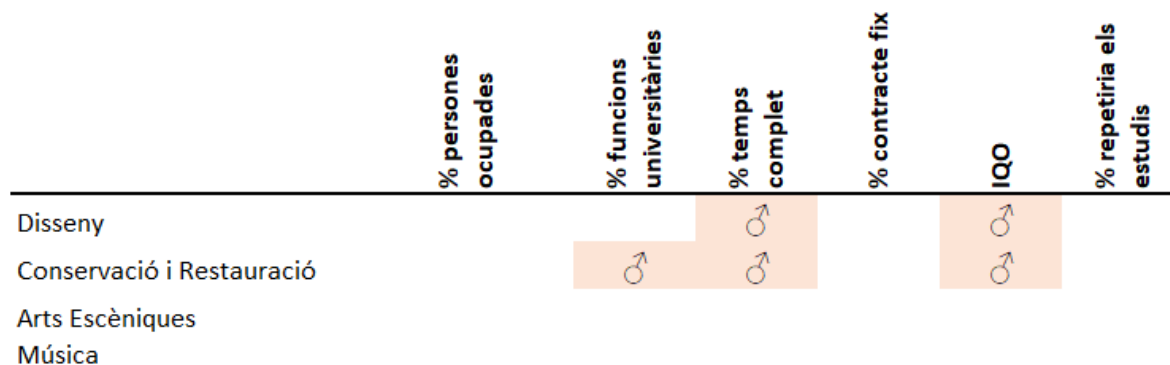 % persones
ocupades
% funcions
universitàries
% temps
complet
% contracte fix
IQO
% repetiria els
estudis
Disseny ♂ ♂
Conservació i Restauració ♂ ♂ ♂
Arts Escèniques
Música